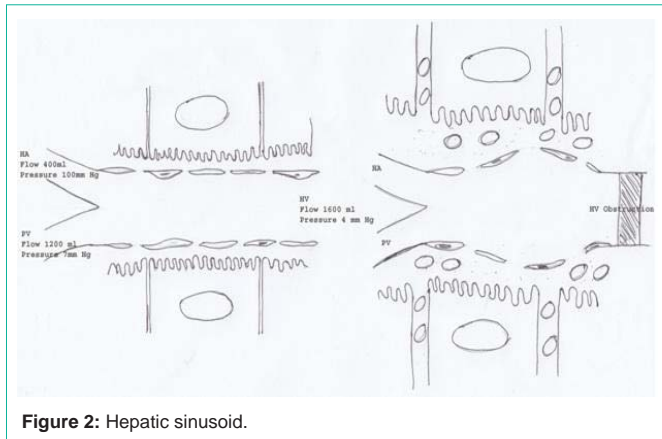 HA
Flow 400ml
Pressure 100mm Hg
PV
Flow 1200 ml
Pressure 7mm Hg
HV
Flow 1600 ml
Pressure 4 mm Hg
HA
PV
HV Obstruction
Figure 2: Hepatic sinusoid.